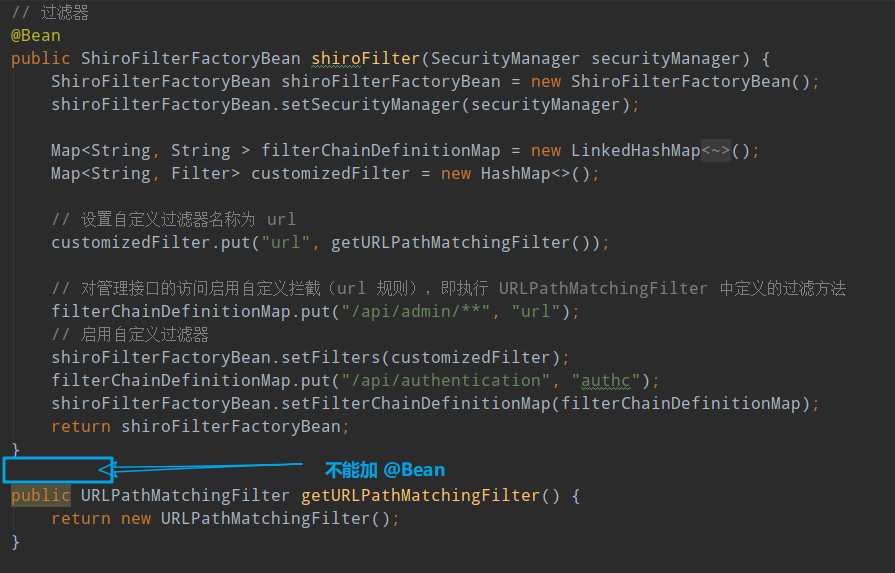 // 过滤器
@Bean
public ShiroFilterFactoryBean shiroFilter(SecurityManager securityManager) {
    ShiroFilterFactoryBean shiroFilterFactoryBean = new ShiroFilterFactoryBean();
    shiroFilterFactoryBean.setSecurityManager(securityManager);

    Map<String, String > filterChainDefinitionMap = new LinkedHashMap<~>();
    Map<String, Filter> customizedFilter = new HashMap<>();

    // 设置自定义过滤器名称为 url
    customizedFilter.put("url", getURLPathMatchingFilter());

    // 对管理接口的访问启用自定义拦截（url 规则），即执行 URLPathMatchingFilter 中定义的过滤方法
    filterChainDefinitionMap.put("/api/admin/**", "url");
    // 启用自定义过滤器
    shiroFilterFactoryBean.setFilters(customizedFilter);
    filterChainDefinitionMap.put("/api/authentication", "authc");
    shiroFilterFactoryBean.setFilterChainDefinitionMap(filterChainDefinitionMap);
    return shiroFilterFactoryBean;
}
不能加 @Bean
public URLPathMatchingFilter getURLPathMatchingFilter() {
    return new URLPathMatchingFilter();
}